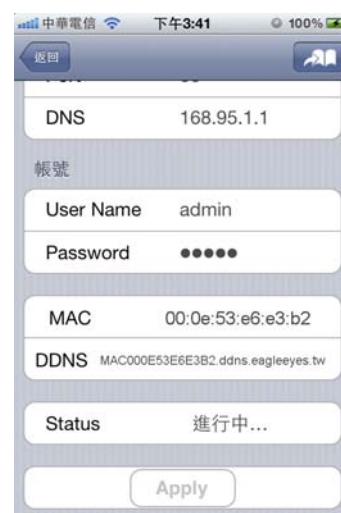 中華電信 下午3:41 100%
返回
DNS 168.95.1.1
帳號
User Name admin
Password ●●●●●
MAC 00:0e:53:e6:e3:b2
DDNS MAC000E53E6E3B2.ddns.eagleeyes.tw
Status 進行中...
Apply